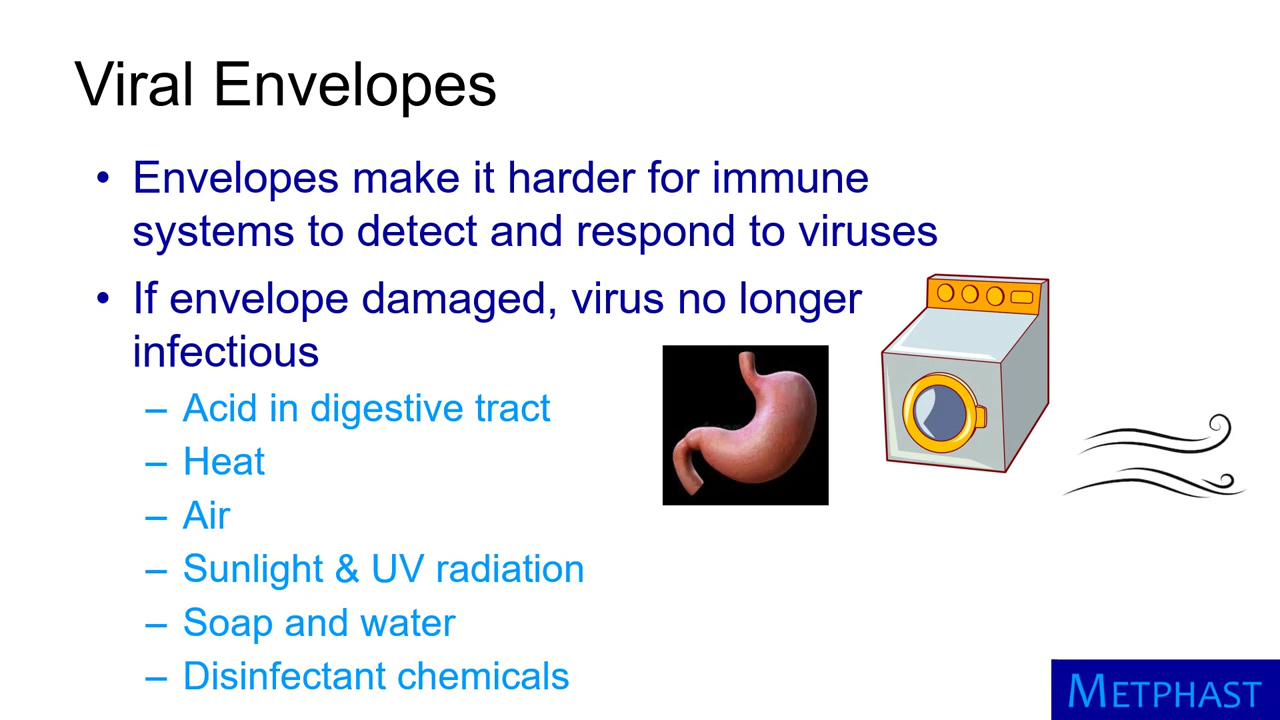 Viral Envelopes
• Envelopes make it harder for immune
systems to detect and respond to viruses
• If envelope damaged, virus no longer
infectious
– Acid in digestive tract
– Heat
– Air
– Sunlight & UV radiation
– Soap and water
– Disinfectant chemicals
METPHAST